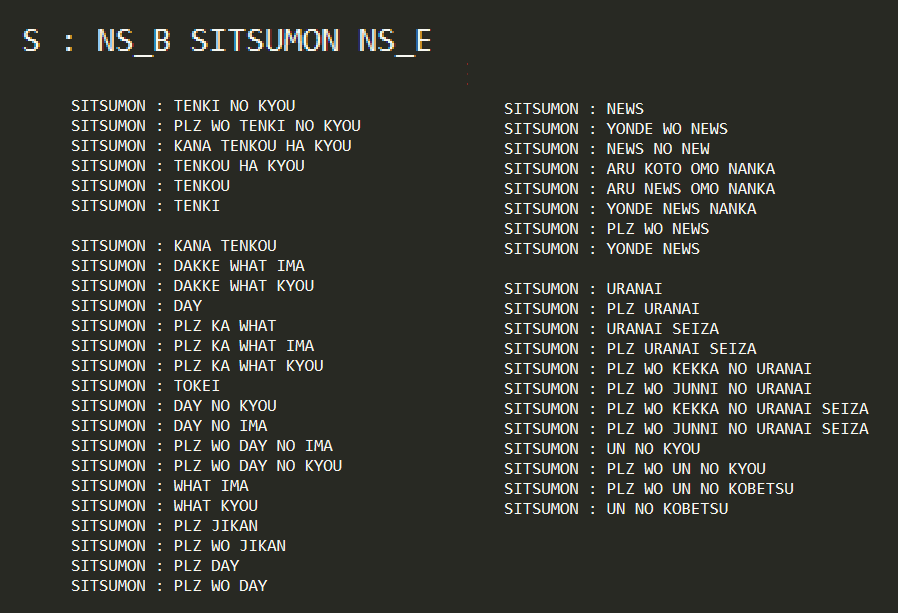 S : NS_B SITSUMON NS_E
SITSUMON : TENKI NO KYOU
SITSUMON : PLZ WO TENKI NO KYOU
SITSUMON : KANA TENKOU HA KYOU
SITSUMON : TENKOU HA KYOU
SITSUMON : TENKOU
SITSUMON : TENKI
SITSUMON : KANA TENKOU
SITSUMON : DAKKE WHAT IMA
SITSUMON : DAKKE WHAT KYOU
SITSUMON : DAY
SITSUMON : PLZ KA WHAT
SITSUMON : PLZ KA WHAT IMA
SITSUMON : PLZ KA WHAT KYOU
SITSUMON : TOKEI
SITSUMON : DAY NO KYOU
SITSUMON : DAY NO IMA
SITSUMON : PLZ WO DAY NO IMA
SITSUMON : PLZ WO DAY NO KYOU
SITSUMON : WHAT IMA
SITSUMON : WHAT KYOU
SITSUMON : PLZ JIKAN
SITSUMON : PLZ WO JIKAN
SITSUMON : PLZ DAY
SITSUMON : PLZ WO DAY
SITSUMON : NEWS
SITSUMON : YONDE WO NEWS
SITSUMON : NEWS NO NEW
SITSUMON : ARU KOTO OMO NANKA
SITSUMON : ARU NEWS OMO NANKA
SITSUMON : YONDE NEWS NANKA
SITSUMON : PLZ WO NEWS
SITSUMON : YONDE NEWS
SITSUMON : URANAI
SITSUMON : PLZ URANAI
SITSUMON : URANAI SEIZA
SITSUMON : PLZ URANAI SEIZA
SITSUMON : PLZ WO KEKKA NO URANAI
SITSUMON : PLZ WO JUNNI NO URANAI
SITSUMON : PLZ WO KEKKA NO URANAI SEIZA
SITSUMON : PLZ WO JUNNI NO URANAI SEIZA
SITSUMON : UN NO KYOU
SITSUMON : PLZ WO UN NO KYOU
SITSUMON : PLZ WO UN NO KOBETSU
SITSUMON : UN NO KOBETSU